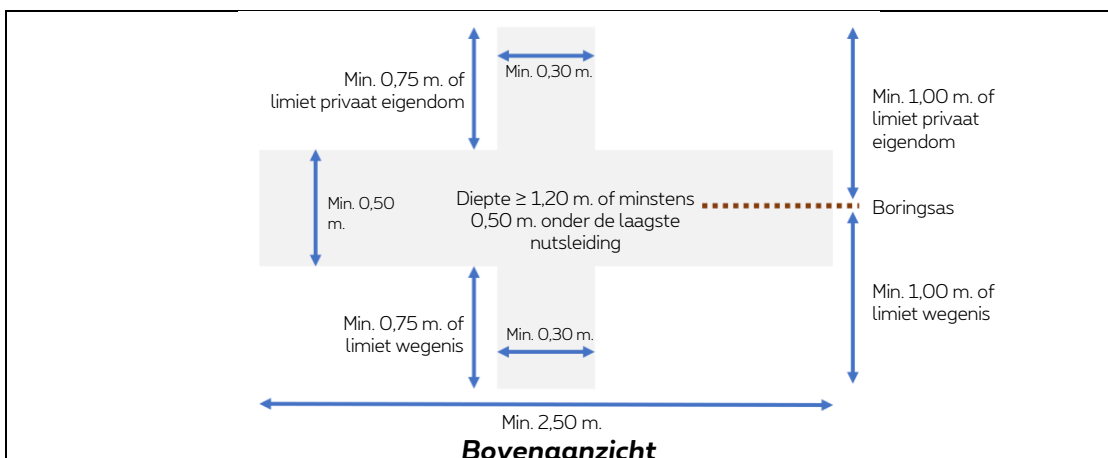 Min. 0,75 m. of
limiet privaat eigendom
Min. 0,30 m.
Min. 1,00 m. of
limiet privaat
eigendom
Min. 0,50
m.
Diepte ≥ 1,20 m. of minstens
0,50 m. onder de laagste
nutsleiding
Boringsas
Min. 0,75 m. of
limiet wegenis
Min. 0,30 m.
Min. 1,00 m. of
limiet wegenis
Min. 2,50 m.
Bovenaanzicht